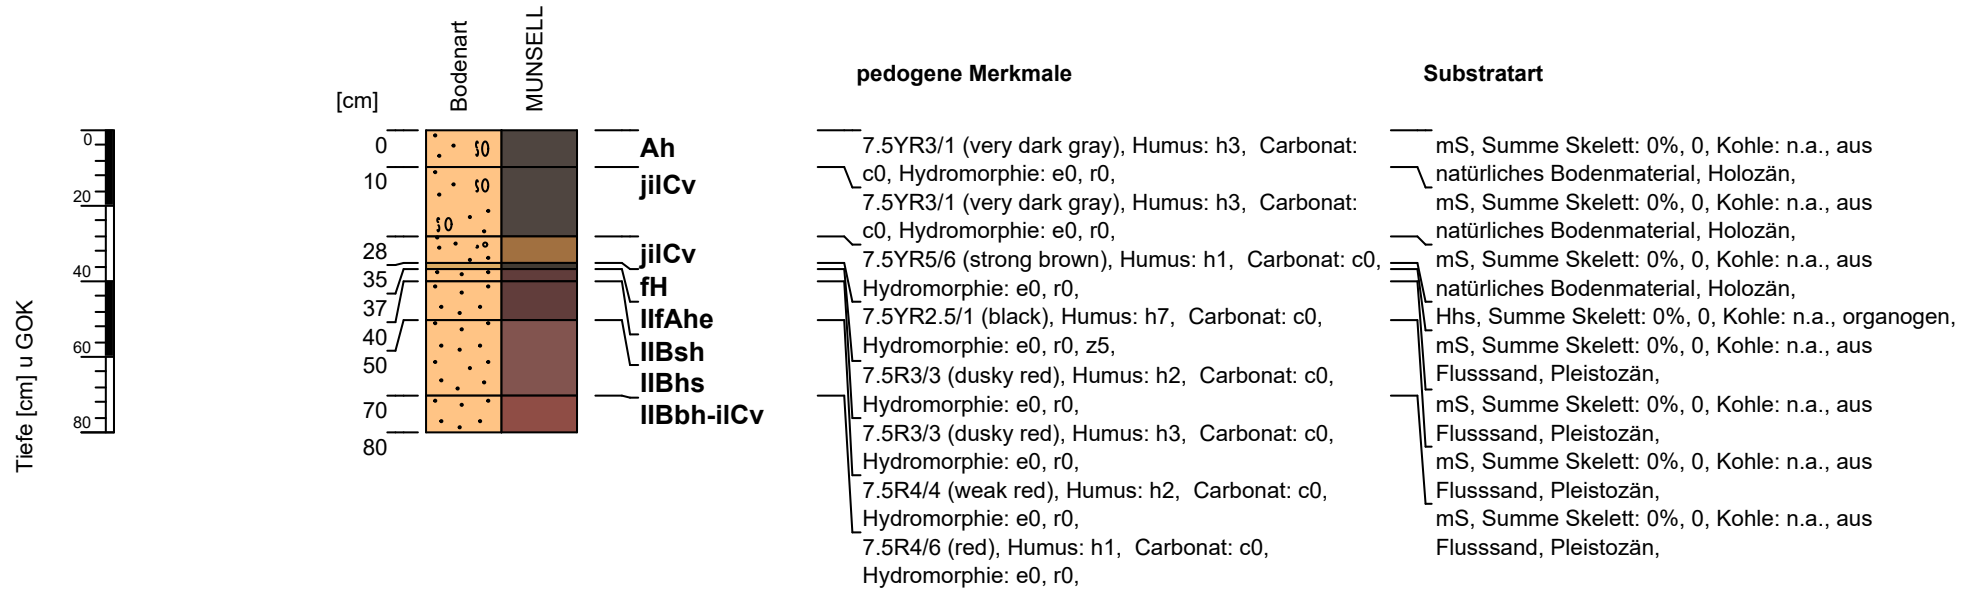 Bodenart
MUNSELL
pedogene Merkmale
Substratart
[cm]
Tiefe [cm] u GOK
0
20
40
60
80
0
10
28
35
37
40
50
70
80
Ah
jilCv
jilCv
fH
IIfAhe
IIBsh
IIBhs
IIBbh-ilCv
7.5YR3/1 (very dark gray), Humus: h3, Carbonat:
c0, Hydromorphie: e0, r0,
7.5YR3/1 (very dark gray), Humus: h3, Carbonat:
c0, Hydromorphie: e0, r0,
7.5YR5/6 (strong brown), Humus: h1, Carbonat: c0,
Hydromorphie: e0, r0,
7.5YR2.5/1 (black), Humus: h7, Carbonat: c0,
Hydromorphie: e0, r0, z5,
7.5R3/3 (dusky red), Humus: h2, Carbonat: c0,
Hydromorphie: e0, r0,
7.5R3/3 (dusky red), Humus: h3, Carbonat: c0,
Hydromorphie: e0, r0,
7.5R4/4 (weak red), Humus: h2, Carbonat: c0,
Hydromorphie: e0, r0,
7.5R4/6 (red), Humus: h1, Carbonat: c0,
Hydromorphie: e0, r0,
mS, Summe Skelett: 0%, 0, Kohle: n.a., aus
natürliches Bodenmaterial, Holozän,
mS, Summe Skelett: 0%, 0, Kohle: n.a., aus
natürliches Bodenmaterial, Holozän,
mS, Summe Skelett: 0%, 0, Kohle: n.a., aus
natürliches Bodenmaterial, Holozän,
Hhs, Summe Skelett: 0%, 0, Kohle: n.a., organogen,
mS, Summe Skelett: 0%, 0, Kohle: n.a., aus
Flusssand, Pleistozän,
mS, Summe Skelett: 0%, 0, Kohle: n.a., aus
Flusssand, Pleistozän,
mS, Summe Skelett: 0%, 0, Kohle: n.a., aus
Flusssand, Pleistozän,
mS, Summe Skelett: 0%, 0, Kohle: n.a., aus
Flusssand, Pleistozän,